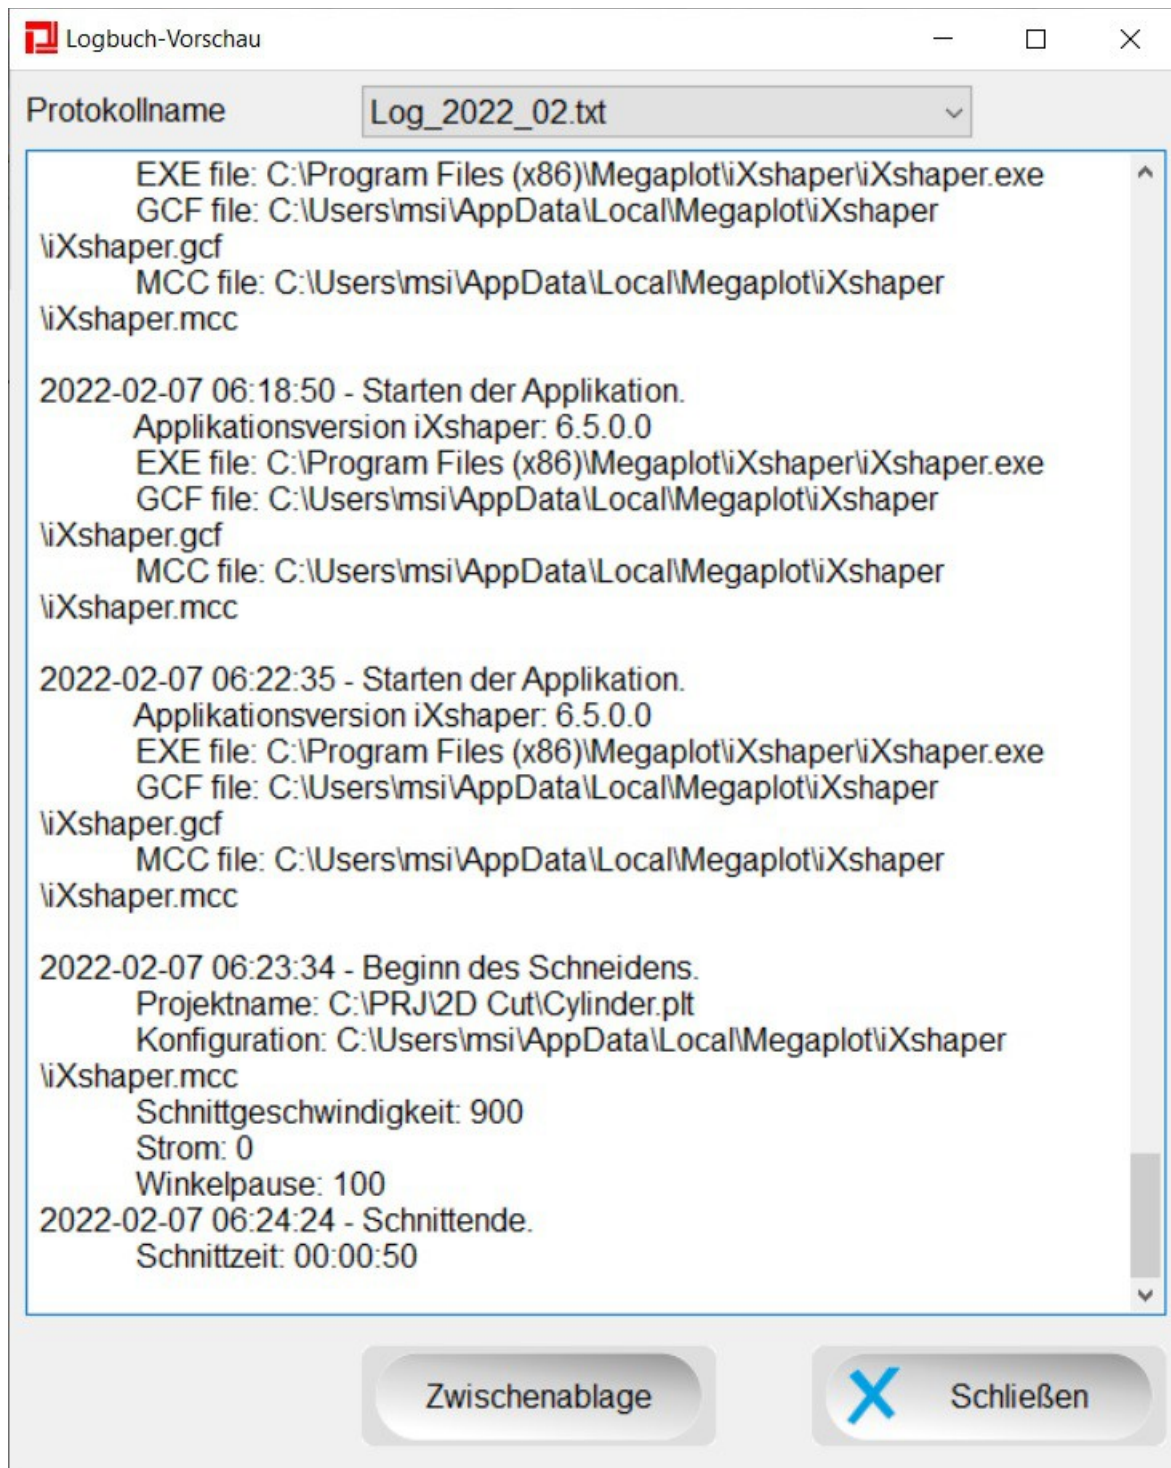 Logbuch-Vorschau
Protokollname
Log_2022_02.txt
EXE file: C:\Program Files (x86)\Megaplot\iXshaper\iXshaper.exe
GCF file: C:\Users\msi\AppData\Local\Megaplot\iXshaper
\iXshaper.gcf
MCC file: C:\Users\msi\AppData\Local\Megaplot\iXshaper
\iXshaper.mcc
2022-02-07 06:18:50 - Starten der Applikation.
Applikationsversion iXshaper: 6.5.0.0
EXE file: C:\Program Files (x86)\Megaplot\iXshaper\iXshaper.exe
GCF file: C:\Users\msi\AppData\Local\Megaplot\iXshaper
\iXshaper.gcf
MCC file: C:\Users\msi\AppData\Local\Megaplot\iXshaper
\iXshaper.mcc
2022-02-07 06:22:35 - Starten der Applikation.
Applikationsversion iXshaper: 6.5.0.0
EXE file: C:\Program Files (x86)\Megaplot\iXshaper\iXshaper.exe
GCF file: C:\Users\msi\AppData\Local\Megaplot\iXshaper
\iXshaper.gcf
MCC file: C:\Users\msi\AppData\Local\Megaplot\iXshaper
\iXshaper.mcc
2022-02-07 06:23:34 - Beginn des Schneidens.
Projektname: C:\PRJ\2D Cut\Cylinder.plt
Konfiguration: C:\Users\msi\AppData\Local\Megaplot\iXshaper
\iXshaper.mcc
Schnittgeschwindigkeit: 900
Strom: 0
Winkelpause: 100
2022-02-07 06:24:24 - Schnittende.
Schnittzeit: 00:00:50
Zwischenablage
Schließen